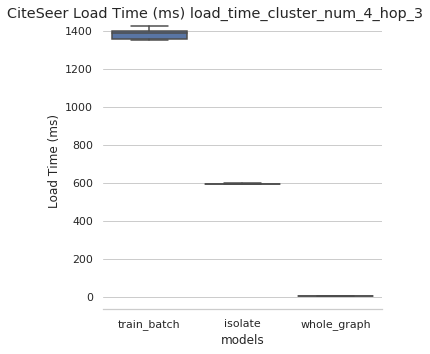 CiteSeer Load Time (ms) load_time_cluster_num_4_hop_3
1400
1200
1000
800
600
400
200
0
Load Time (ms)
train_batch
isolate
whole_graph
models